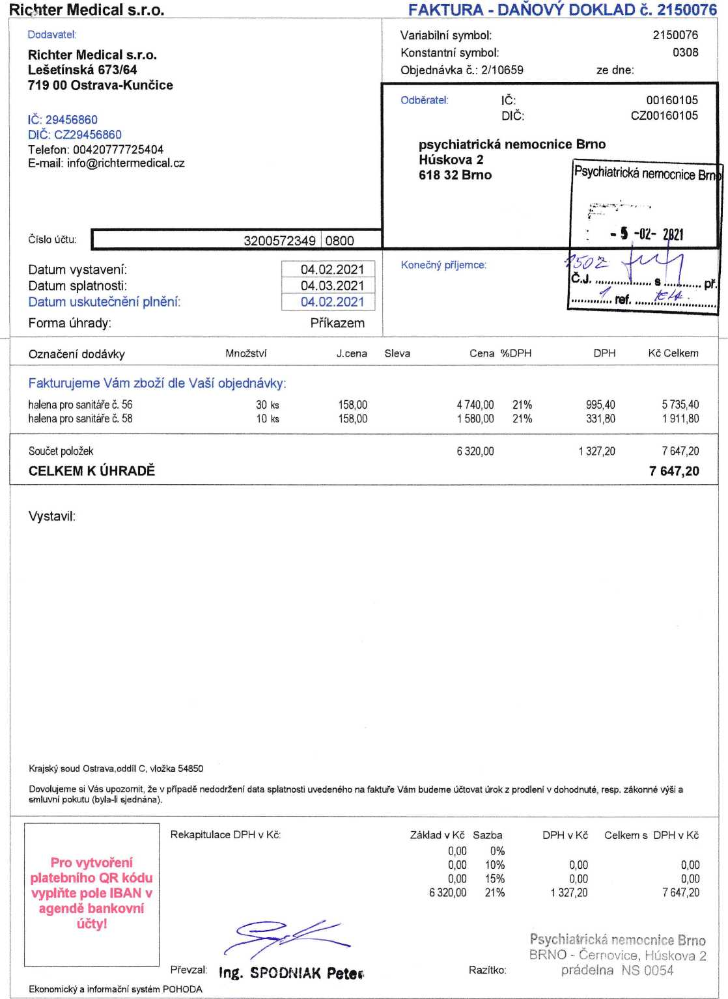 Richter Medical s.r.o.
FAKTURA - DAŇOVÝ DOKLAD č. 2150076
Dodavatel:
Richter Medical s.r.o.
Lešetínská 673/64
719 00 Ostrava-Kunčice
IČ: 29456860
DIČ: CZ29456860
Telefon: 00420777725404
E-mail: info@richtermedical.cz
Číslo účtu: 3200572349 0800
Datum vystavení: 04.02.2021
Datum splatnosti: 04.03.2021
Datum uskutečnění plnění: 04.02.2021
Forma úhrady: Příkazem
Variabilní symbol: 2150076
Konstantní symbol: 0308
Objednávka č.: 2/10659 ze dne:
Odběratel: IČ: 00160105
DIČ: CZ00160105
psychiatrická nemocnice Brno
Húskova 2
618 32 Brno
Psychiatrická nemocnice Brno
- 5 -02- 2021
1502
Č.J. .................. s ............ př.
............ 1 ref. ..........................
Konečný příjemce:
Označení dodávky Množství J.cena Sleva Cena %DPH DPH Kč Celkem
Fakturujeme Vám zboží dle Vaší objednávky:
halena pro sanitáře č. 56 30 ks 158,00 4 740,00 21% 995,40 5 735,40
halena pro sanitáře č. 58 10 ks 158,00 1 580,00 21% 331,80 1 911,80
Součet položek 6 320,00 1 327,20 7 647,20
CELKEM K ÚHRADĚ 7 647,20
Vystavil:
Krajský soud Ostrava,oddíl C, vložka 54850
Dovolujeme si Vás upozornit, že v případě nedodržení data splatnosti uvedeného na faktuře Vám budeme účtovat úrok z prodlení v dohodnuté, resp. zákonné výši a
smluvní pokutu (byla-li sjednána).
Pro vytvoření
platebního QR kódu
vyplňte pole IBAN v
agendě bankovní
účty!
Rekapitulace DPH v Kč: Základ v Kč Sazba DPH v Kč Celkem s DPH v Kč
0,00 0%
0,00 10% 0,00 0,00
0,00 15% 0,00 0,00
6 320,00 21% 1 327,20 7 647,20
Převzal: Ing. SPODNIAK Peter
Razítko:
Psychiatrická nemocnice Brno
BRNO - Černovice, Húskova 2
prádelna NS 0054
Ekonomický a informační systém POHODA